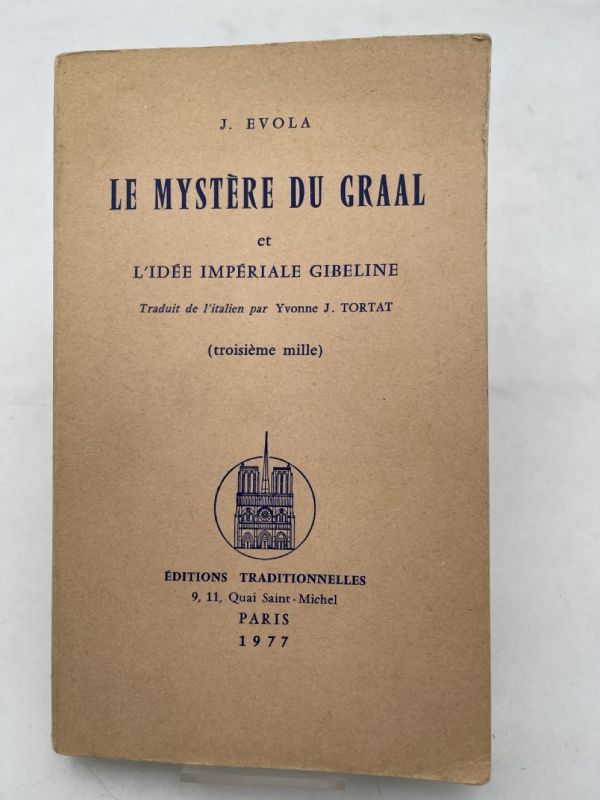 J. EVOLA
LE MYSTÈRE DU GRAAL
et
L'IDÉE IMPÉRIALE GIBELINE
Traduit de l'italien par Yvonne J. TORTAT
(troisième mille)
ÉDITIONS TRADITIONNELLES
9, 11, Quai Saint-Michel
PARIS
1977